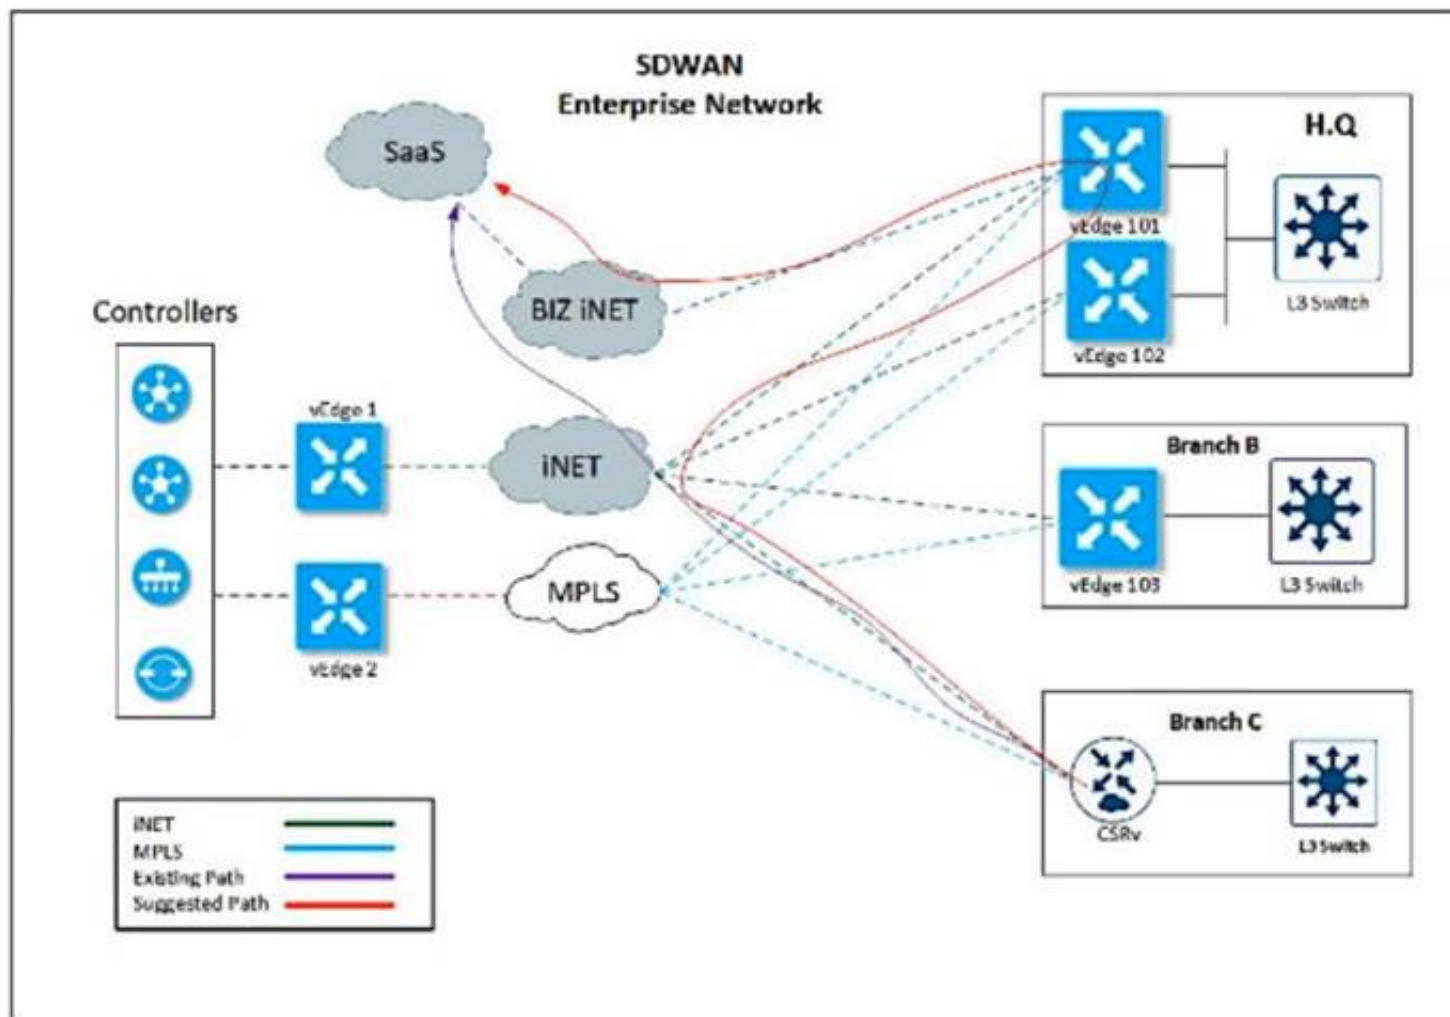 SDWAN
Enterprise Network
SaaS
H.Q
vEdge 101
BIZ iNET
L3 Switch
Controllers
vEdge 102
vEdge 1
Branch B
iNET
vEdge 103
L3 Switch
MPLS
vEdge 2
Branch C
CSRv
L3 Switch
iNET
MPLS
Existing Path
Suggested Path